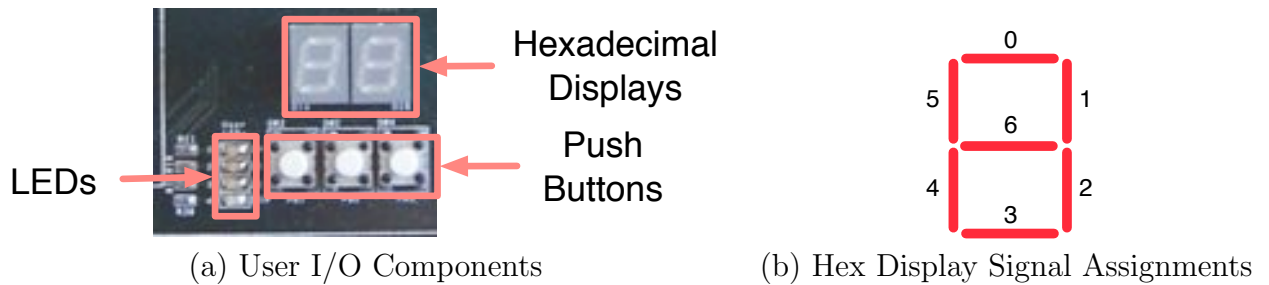 Hexadecimal
Displays
Push
Buttons
LEDs
(a) User I/O Components
0
5
1
6
4
2
3
(b) Hex Display Signal Assignments